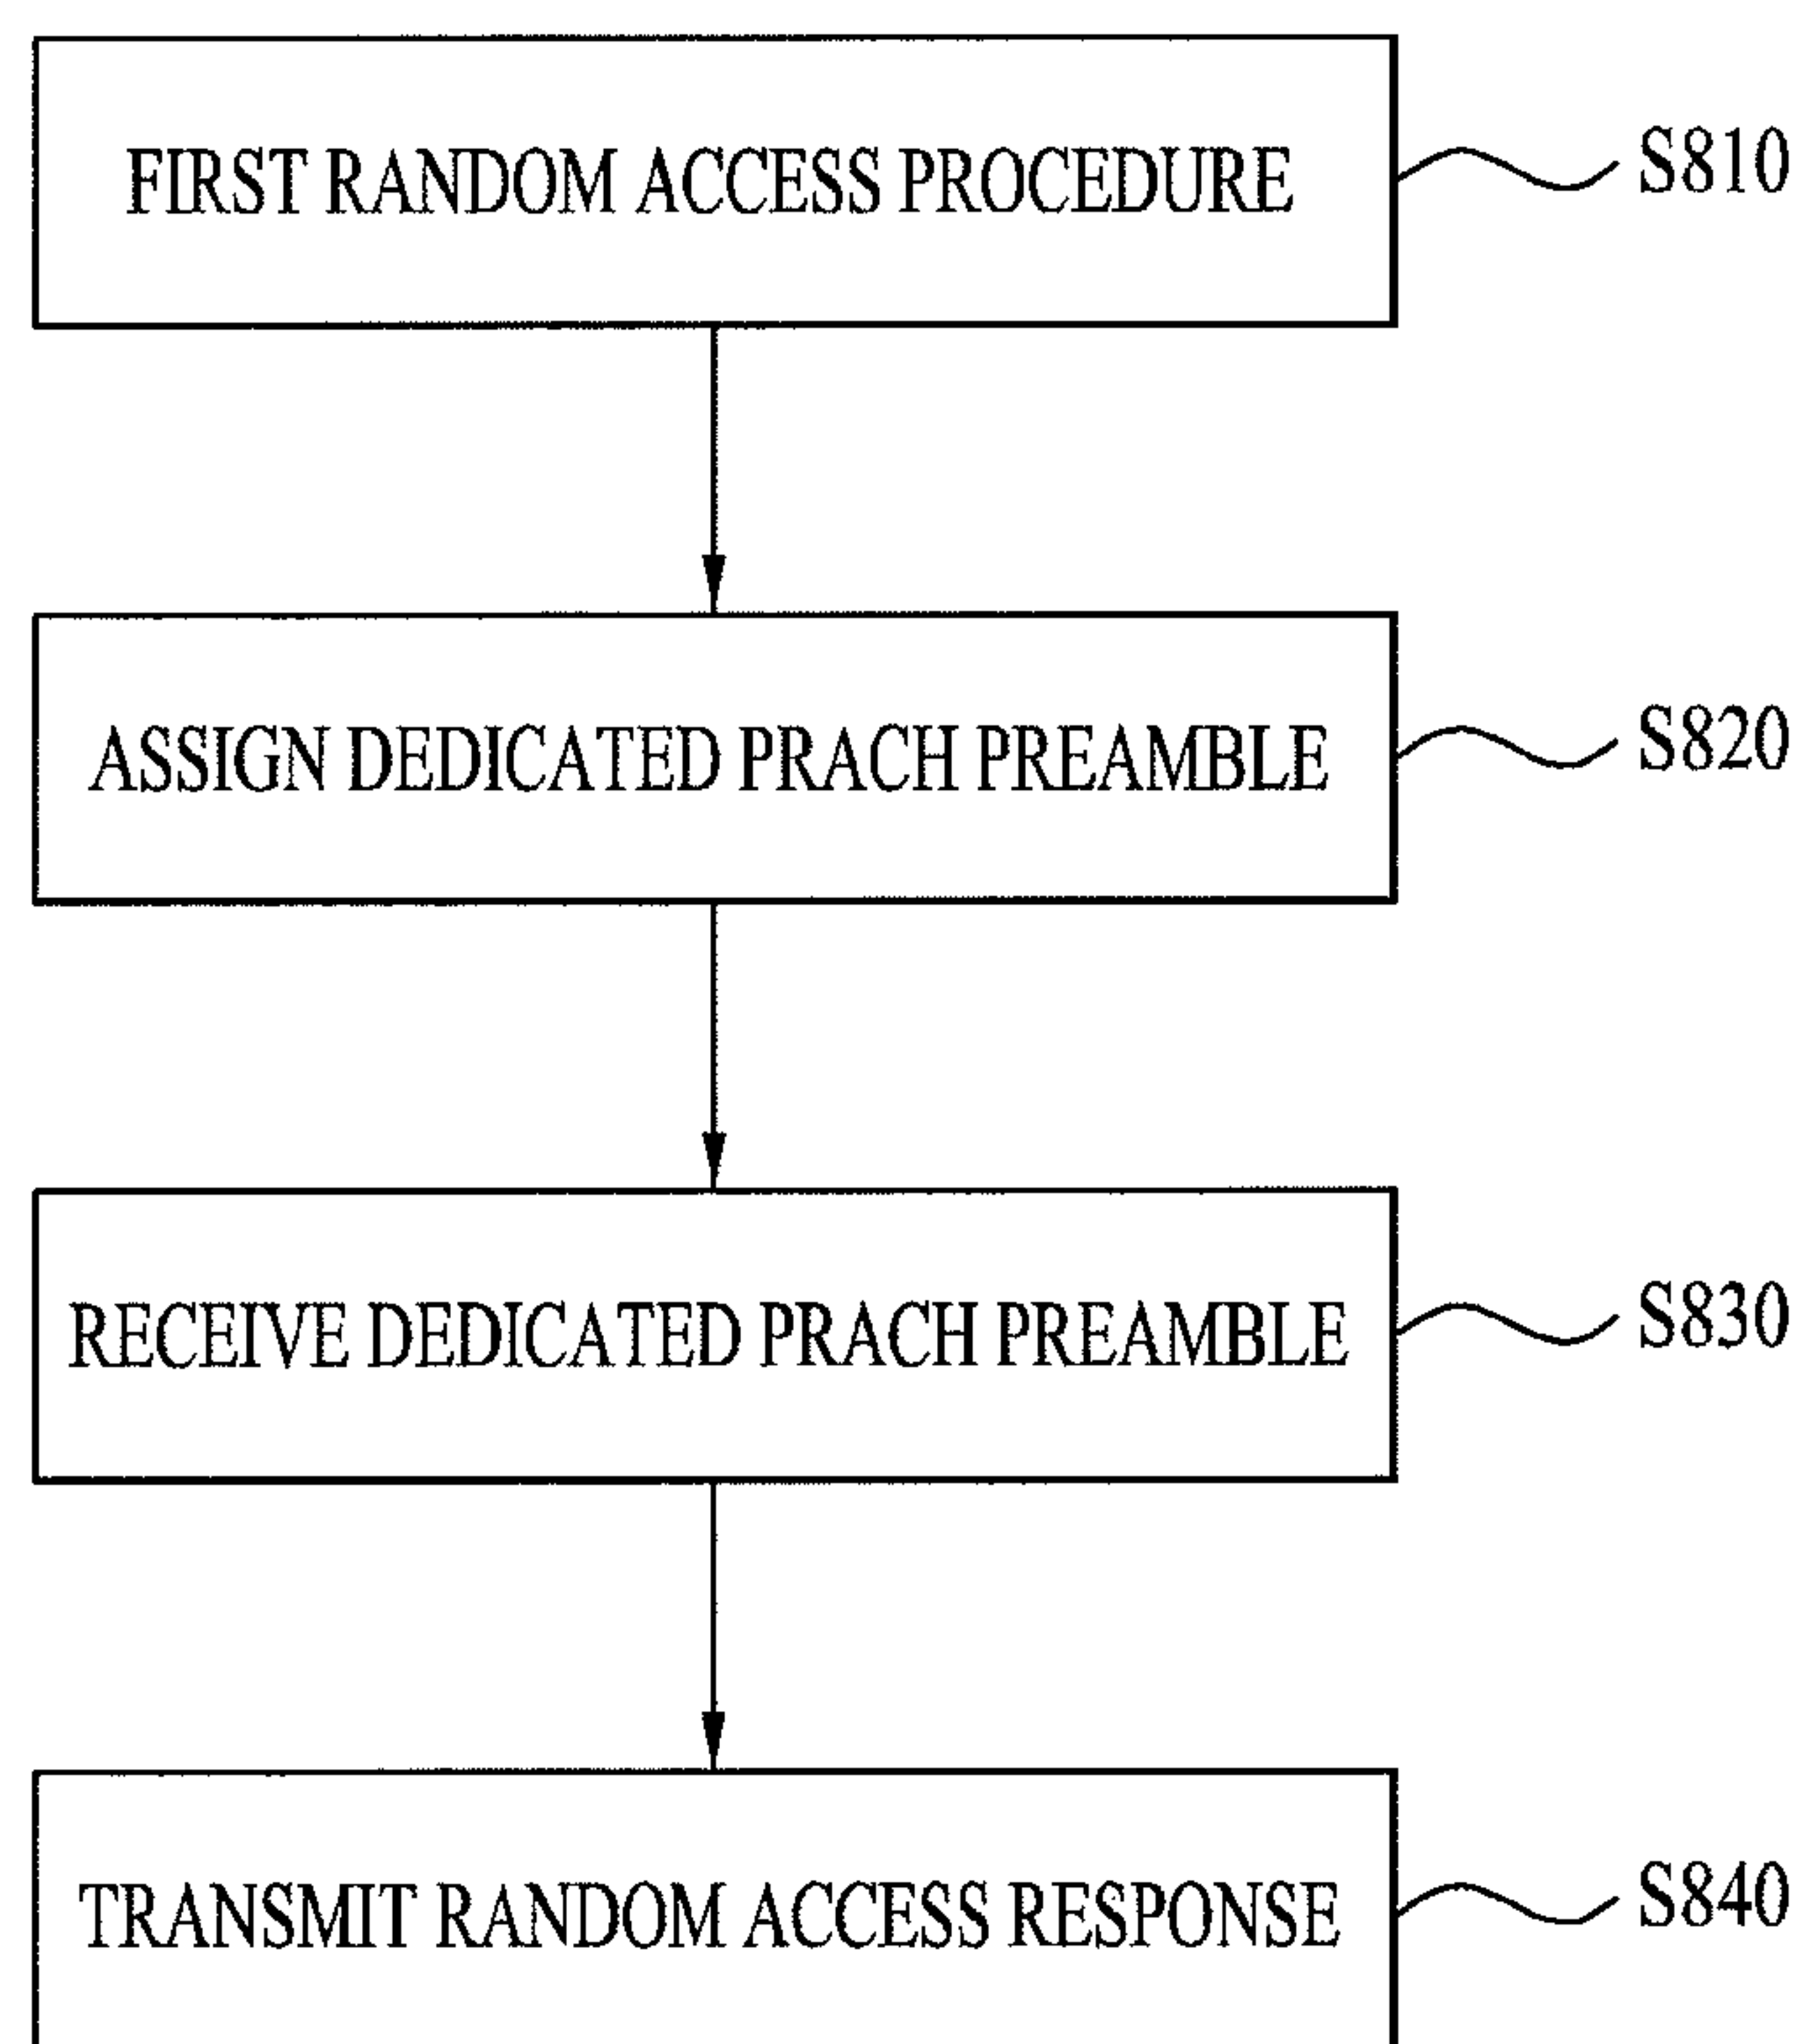 FIRST RANDOM ACCESS PROCEDURE S810
ASSIGN DEDICATED PRACH PREAMBLE S820
RECEIVE DEDICATED PRACH PREAMBLE S830
TRANSMIT RANDOM ACCESS RESPONSE S840